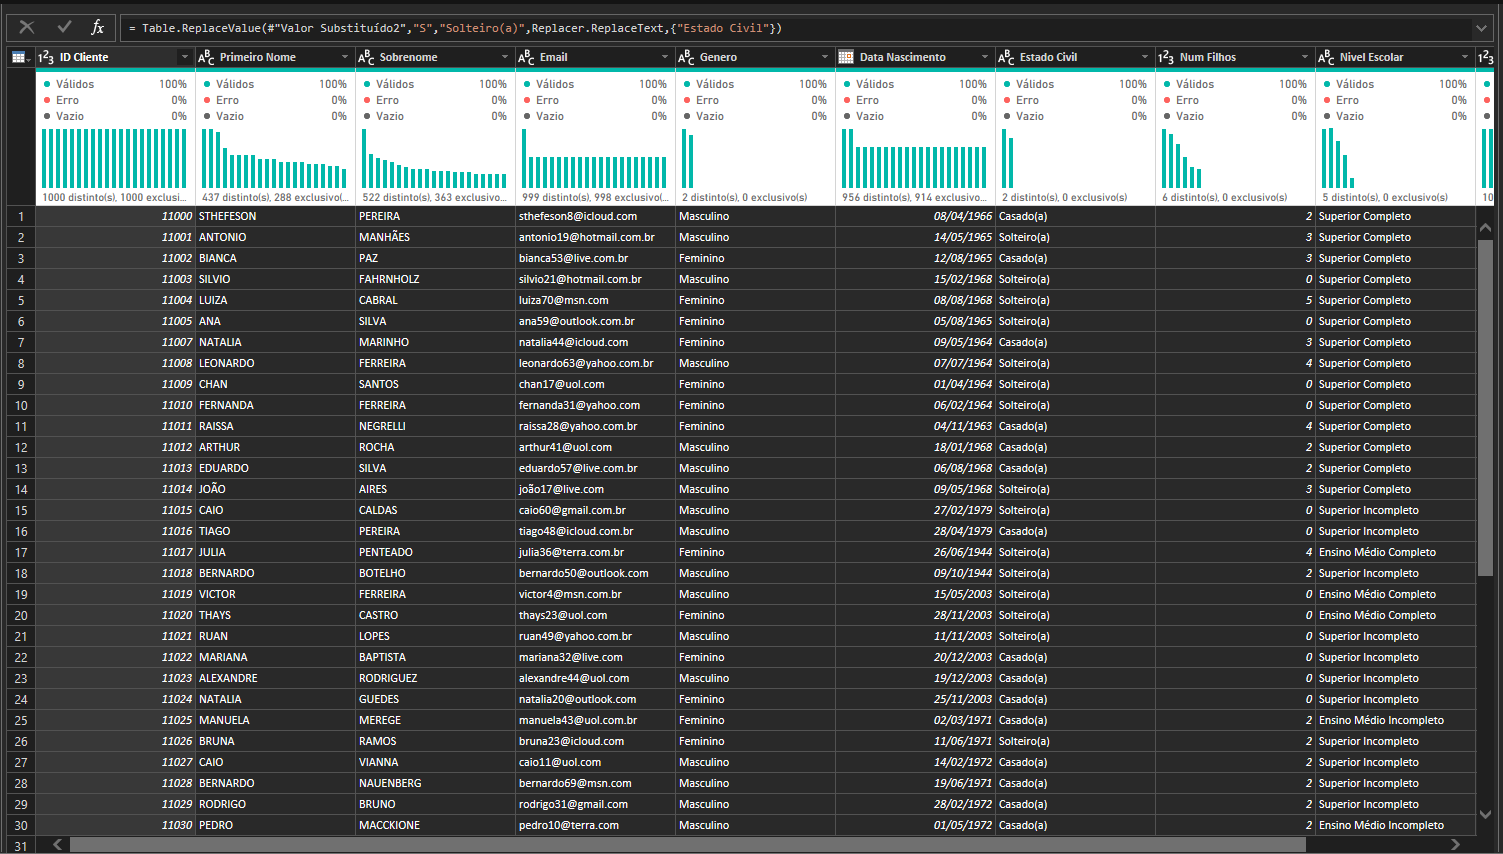 = Table.ReplaceValue(#"Valor Substituído2","S","Solteiro(a)",Replacer.ReplaceText,{"Estado Civil"})
ID Cliente Primeiro Nome Sobrenome Email Genero Data Nascimento Estado Civil Num Filhos Nivel Escolar
Válidos 100% Válidos 100% Válidos 100% Válidos 100% Válidos 100% Válidos 100% Válidos 100% Válidos 100% Válidos 100%
Erro 0% Erro 0% Erro 0% Erro 0% Erro 0% Erro 0% Erro 0% Erro 0% Erro 0%
Vazio 0% Vazio 0% Vazio 0% Vazio 0% Vazio 0% Vazio 0% Vazio 0% Vazio 0% Vazio 0%
1000 distinto(s), 1000 exclusi... 437 distinto(s), 288 exclusivo(... 522 distinto(s), 363 exclusivo... 999 distinto(s), 998 exclusivo... 2 distinto(s), 0 exclusivo(s) 956 distinto(s), 914 exclusivo... 2 distinto(s), 0 exclusivo(s) 6 distinto(s), 0 exclusivo(s) 5 distinto(s), 0 exclusivo(s) 10
1 11000 STHEFESON PEREIRA sthefeson8@icloud.com Masculino 08/04/1966 Casado(a) 2 Superior Completo
2 11001 ANTONIO MANHÃES antonio19@hotmail.com.br Masculino 14/05/1965 Solteiro(a) 3 Superior Completo
3 11002 BIANCA PAZ bianca53@live.com.br Feminino 12/08/1965 Casado(a) 3 Superior Completo
4 11003 SILVIO FAHRNHOLZ silvio21@hotmail.com.br Masculino 15/02/1968 Solteiro(a) 0 Superior Completo
5 11004 LUIZA CABRAL luiza70@msn.com Feminino 08/08/1968 Solteiro(a) 5 Superior Completo
6 11005 ANA SILVA ana59@outlook.com.br Feminino 05/08/1965 Solteiro(a) 0 Superior Completo
7 11007 NATALIA MARINHO natalia44@icloud.com Feminino 09/05/1964 Casado(a) 3 Superior Completo
8 11008 LEONARDO FERREIRA leonardo63@yahoo.com.br Masculino 07/07/1964 Solteiro(a) 4 Superior Completo
9 11009 CHAN SANTOS chan17@uol.com Feminino 01/04/1964 Solteiro(a) 0 Superior Completo
10 11010 FERNANDA FERREIRA fernanda31@yahoo.com Feminino 06/02/1964 Solteiro(a) 0 Superior Completo
11 11011 RAISSA NEGRELLI raissa28@yahoo.com.br Feminino 04/11/1963 Casado(a) 4 Superior Completo
12 11012 ARTHUR ROCHA arthur41@uol.com Masculino 18/01/1968 Casado(a) 2 Superior Completo
13 11013 EDUARDO SILVA eduardo57@live.com.br Masculino 06/08/1968 Casado(a) 2 Superior Completo
14 11014 JOÃO AIRES joão17@live.com Masculino 09/05/1968 Solteiro(a) 3 Superior Completo
15 11015 CAIO CALDAS caio60@gmail.com.br Masculino 27/02/1979 Solteiro(a) 0 Superior Incompleto
16 11016 TIAGO PEREIRA tiago48@icloud.com.br Masculino 28/04/1979 Casado(a) 0 Superior Incompleto
17 11017 JULIA PENTEADO julia36@terra.com.br Feminino 26/06/1944 Solteiro(a) 4 Ensino Médio Completo
18 11018 BERNARDO BOTELHO bernardo50@outlook.com Masculino 09/10/1944 Solteiro(a) 2 Superior Incompleto
19 11019 VICTOR FERREIRA victor4@msn.com.br Masculino 15/05/2003 Solteiro(a) 0 Ensino Médio Completo
20 11020 THAYS CASTRO thays23@uol.com Feminino 28/11/2003 Solteiro(a) 0 Ensino Médio Completo
21 11021 RUAN LOPES ruan49@yahoo.com.br Masculino 11/11/2003 Solteiro(a) 0 Superior Incompleto
22 11022 MARIANA BAPTISTA mariana32@live.com Feminino 20/12/2003 Casado(a) 0 Superior Incompleto
23 11023 ALEXANDRE RODRIGUEZ alexandre44@uol.com Masculino 19/12/2003 Casado(a) 0 Superior Incompleto
24 11024 NATALIA GUEDES natalia20@outlook.com Feminino 25/11/2003 Casado(a) 0 Superior Incompleto
25 11025 MANUELA MEREGE manuela43@uol.com.br Feminino 02/03/1971 Casado(a) 2 Ensino Médio Incompleto
26 11026 BRUNA RAMOS bruna23@icloud.com Feminino 11/06/1971 Solteiro(a) 2 Superior Incompleto
27 11027 CAIO VIANNA caio11@uol.com Masculino 14/02/1972 Casado(a) 2 Superior Incompleto
28 11028 BERNARDO NAUENBERG bernardo69@msn.com Masculino 19/06/1971 Casado(a) 2 Superior Incompleto
29 11029 RODRIGO BRUNO rodrigo31@gmail.com Masculino 28/02/1972 Casado(a) 2 Superior Incompleto
30 11030 PEDRO MACCKIONE pedro10@terra.com Masculino 01/05/1972 Casado(a) 2 Ensino Médio Incompleto
31